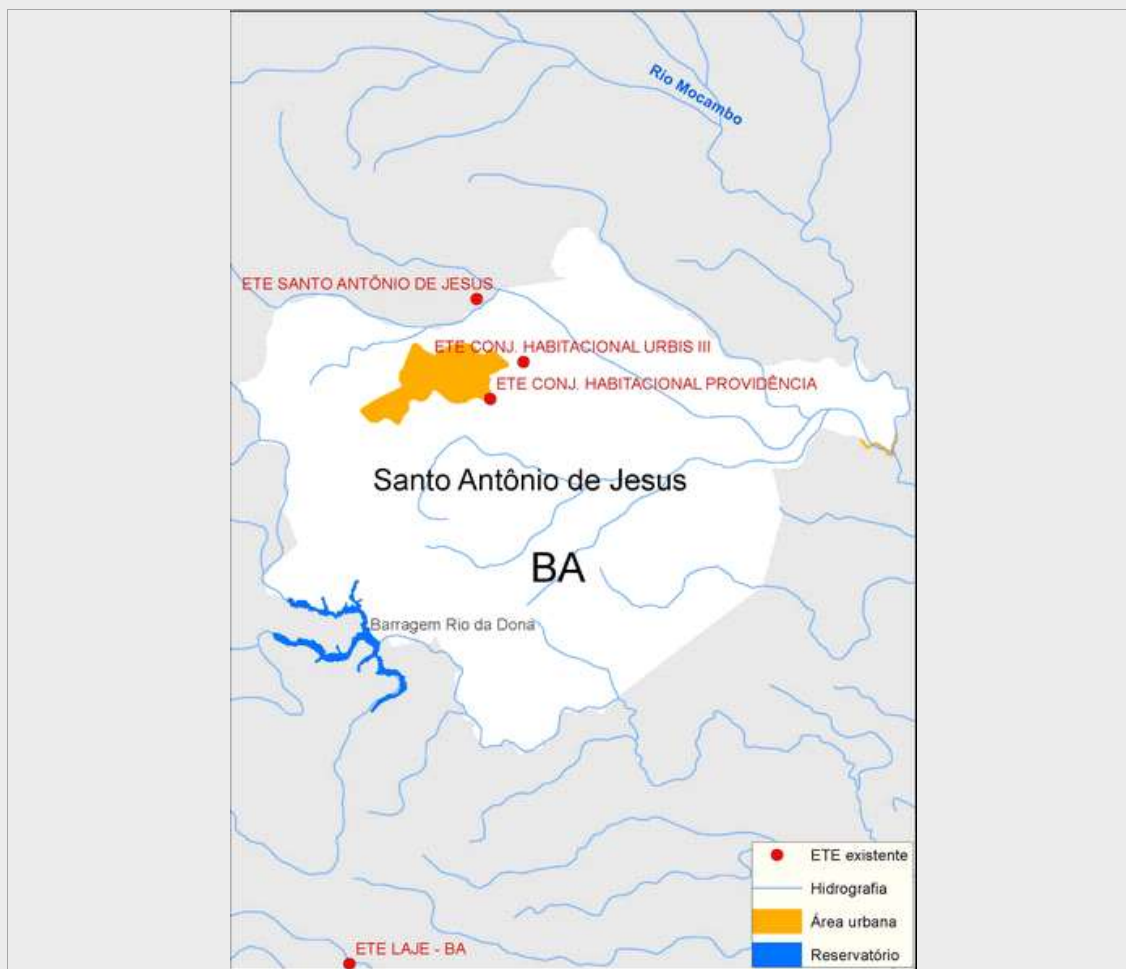 Rio Mocambo
ETE SANTO ANTÔNIO DE JESUS
ETE CONJ. HABITACIONAL URBIS III
ETE CONJ. HABITACIONAL PROVIDÊNCIA
Santo Antônio de Jesus
BA
Barragem Rio da Dona
ETE existente
Hidrografia
Área urbana
Reservatório
ETE LAJE - BA